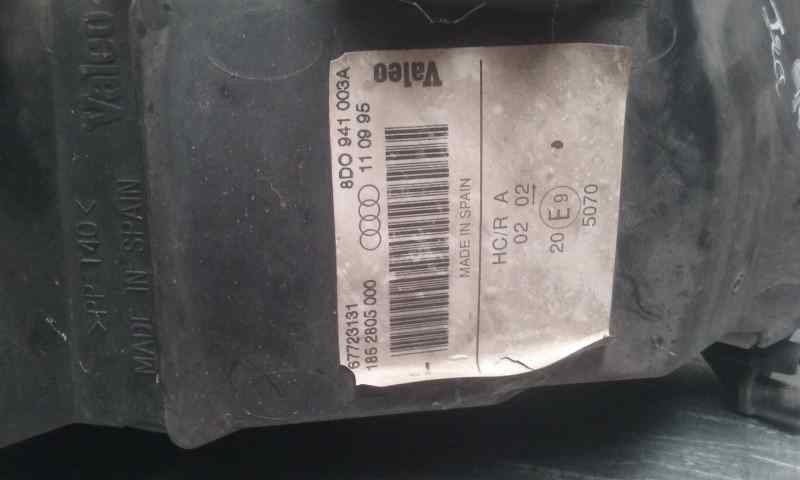 Valeo
>PP T40<
MADE IN SPAIN
Valeo
67723131 8D0 941 003A
185 2805 000 11 09 95
MADE IN SPAIN
HC/R A
02 02
20 E9
5070